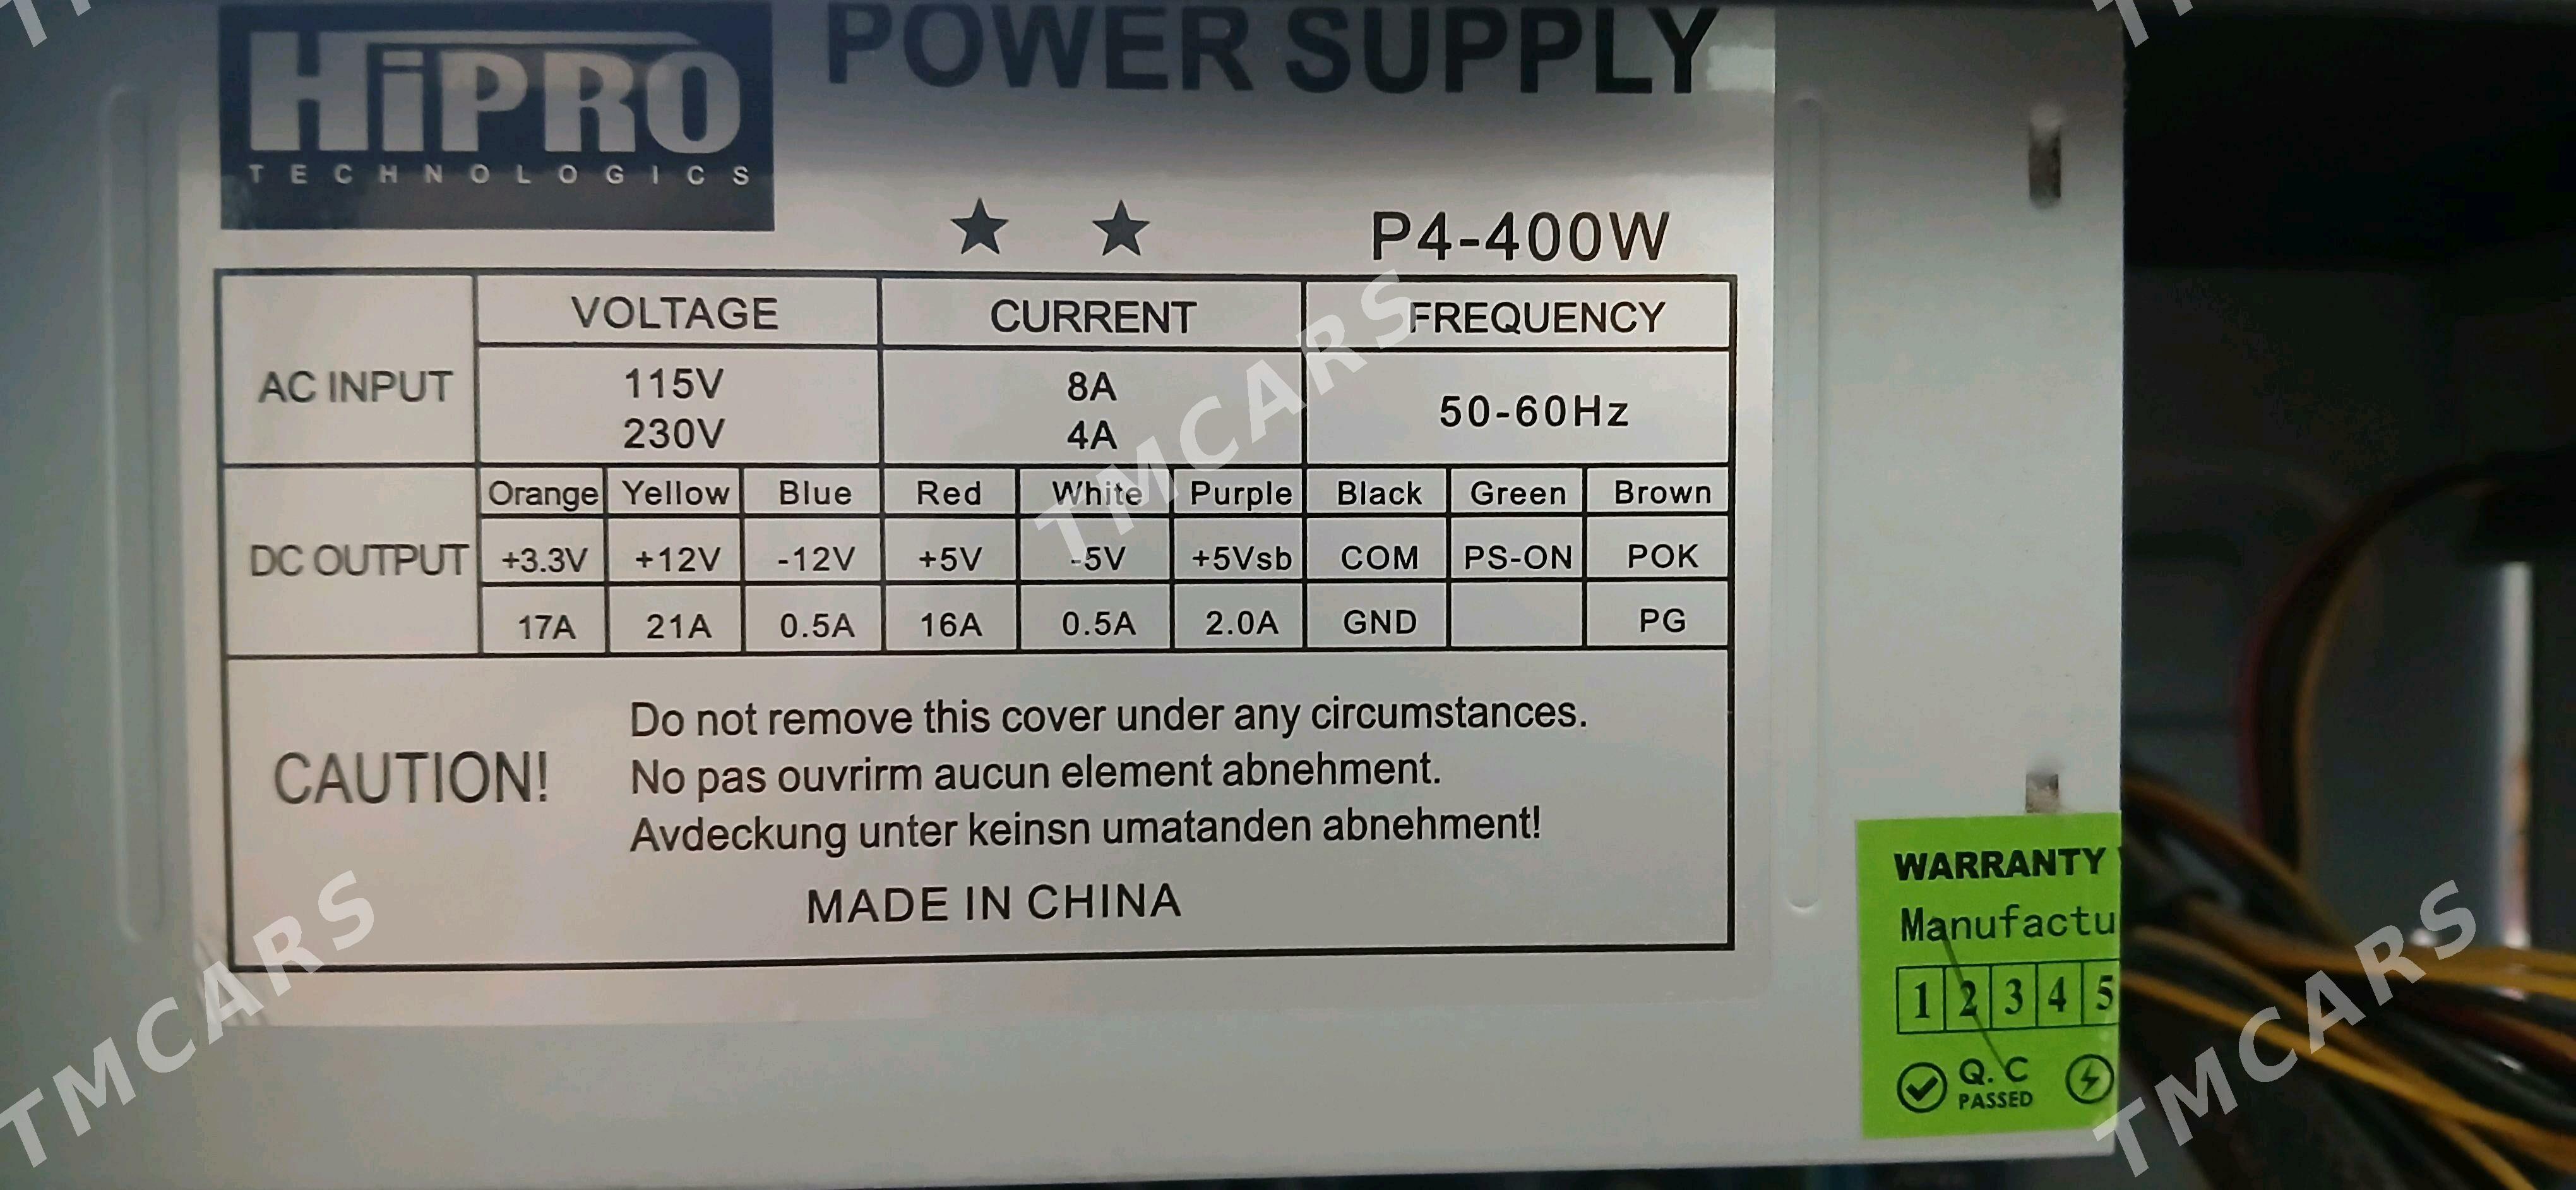 HiPRO
TECHNOLOGICS
POWER SUPPLY
★ ★ P4-400W
VOLTAGE CURRENT FREQUENCY
AC INPUT
115V 8A
230V 4A
50-60Hz
Orange Yellow Blue Red White Purple Black Green Brown
DC OUTPUT +3.3V +12V -12V +5V -5V +5Vsb COM PS-ON POK
17A 21A 0.5A 16A 0.5A 2.0A GND PG
CAUTION!
Do not remove this cover under any circumstances.
No pas ouvrirm aucun element abnehment.
Avdeckung unter keinsn umatanden abnehment!
MADE IN CHINA
WARRANTY
Manufactu
1 2 3 4 5
Q.C
PASSED
TMCARS
TMCARS
TMCARS